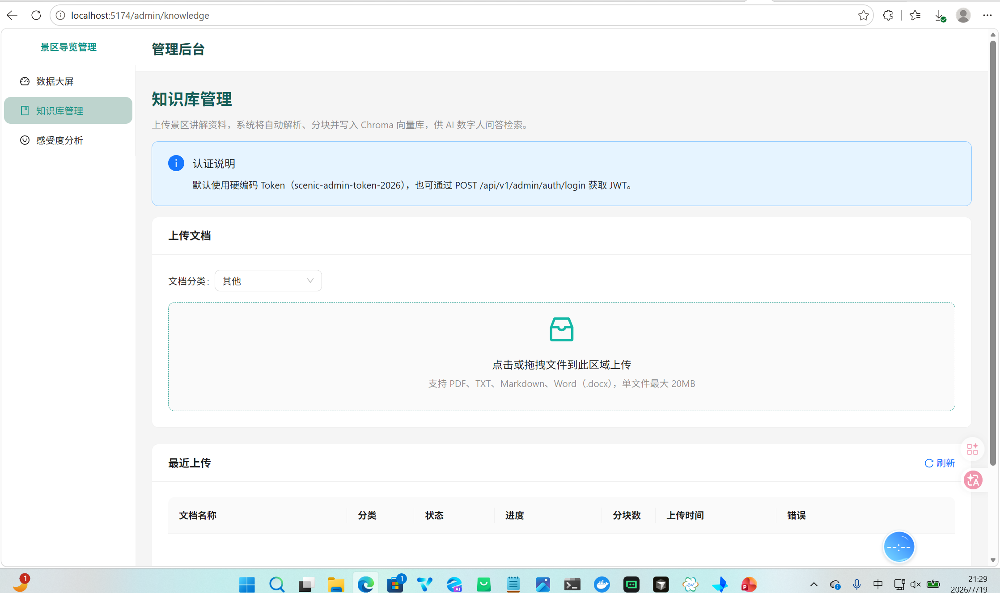 localhost:5174/admin/knowledge
景区导览管理
管理后台
数据大屏
知识库管理
感受度分析
知识库管理
上传景区讲解资料，系统将自动解析、分块并写入 Chroma 向量库，供 AI 数字人问答检索。
认证说明
默认使用硬编码 Token（scenic-admin-token-2026），也可通过 POST /api/v1/admin/auth/login 获取 JWT。
上传文档
文档分类：
其他
点击或拖拽文件到此区域上传
支持 PDF、TXT、Markdown、Word（.docx），单文件最大 20MB
最近上传
刷新
文档名称 分类 状态 进度 分块数 上传时间 错误
--:--
1
1
AI
ev
P
中
21:29
2026/7/19